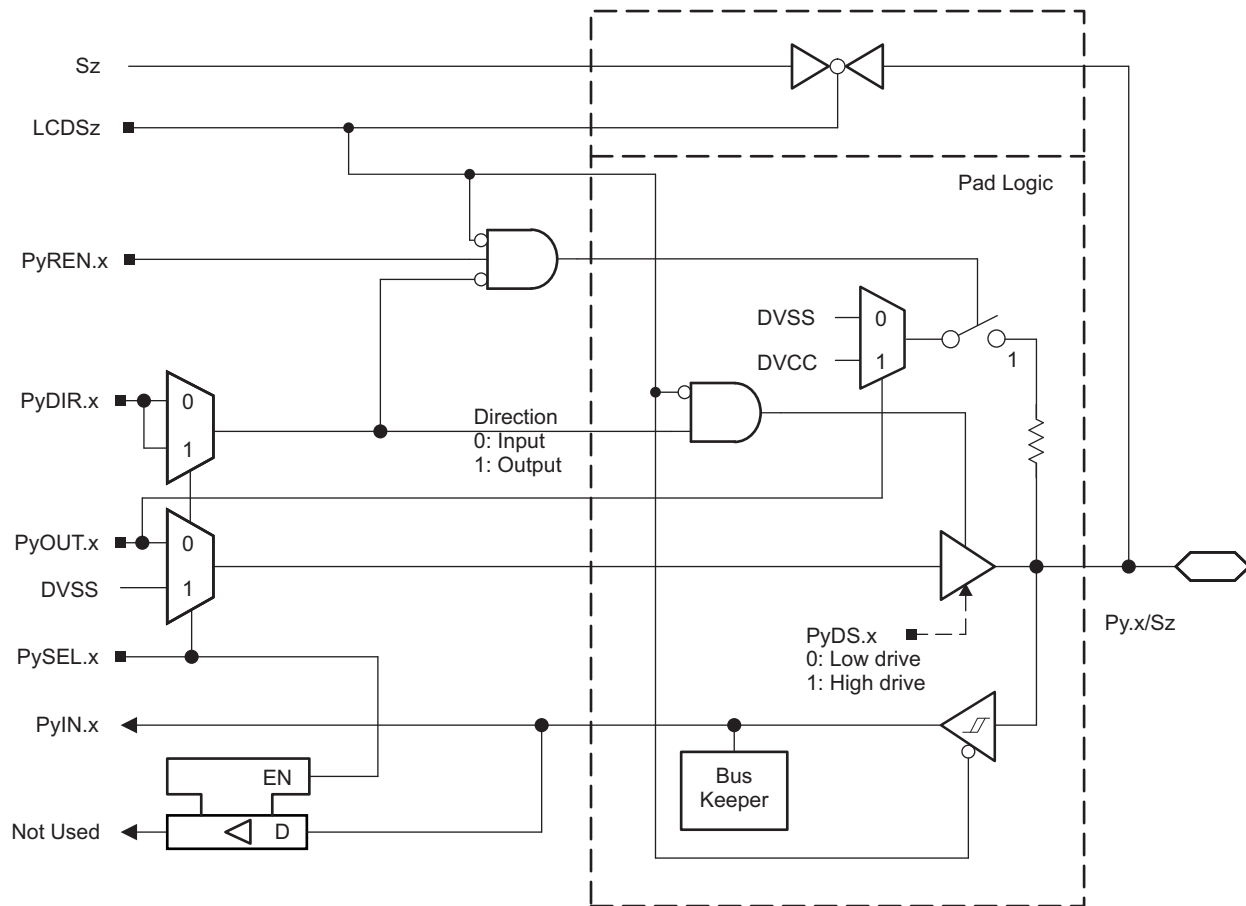 Sz
LCDSz
Pad Logic
PyREN.x
DVSS
0
DVCC
1
1
PyDIR.x
0
1
Direction
0: Input
1: Output
PyOUT.x
0
DVSS
1
PyDS.x
0: Low drive
1: High drive
Py.x/Sz
PySEL.x
PyIN.x
EN
Bus
Keeper
Not Used
D